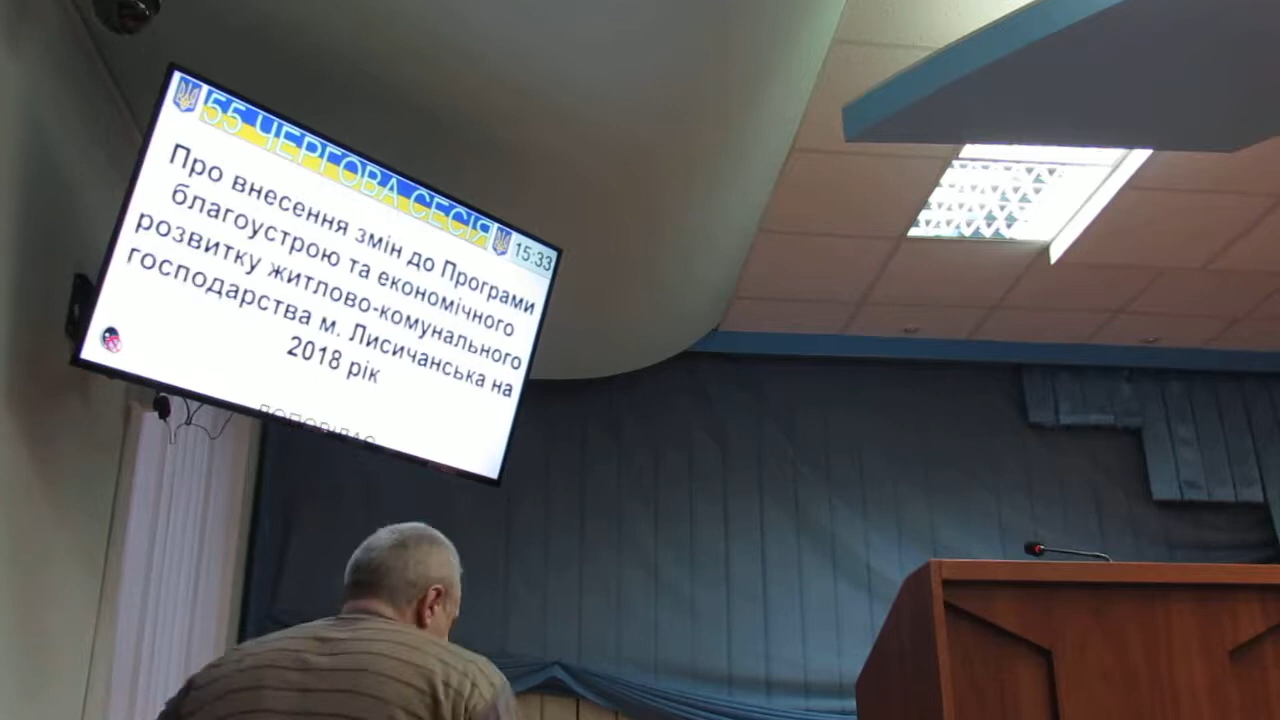 55 ЧЕРГОВА СЕСІЯ
15:33
Про внесення змін до Програми
благоустрою та економічного
розвитку житлово-комунального
господарства м. Лисичанська на
2018 рік